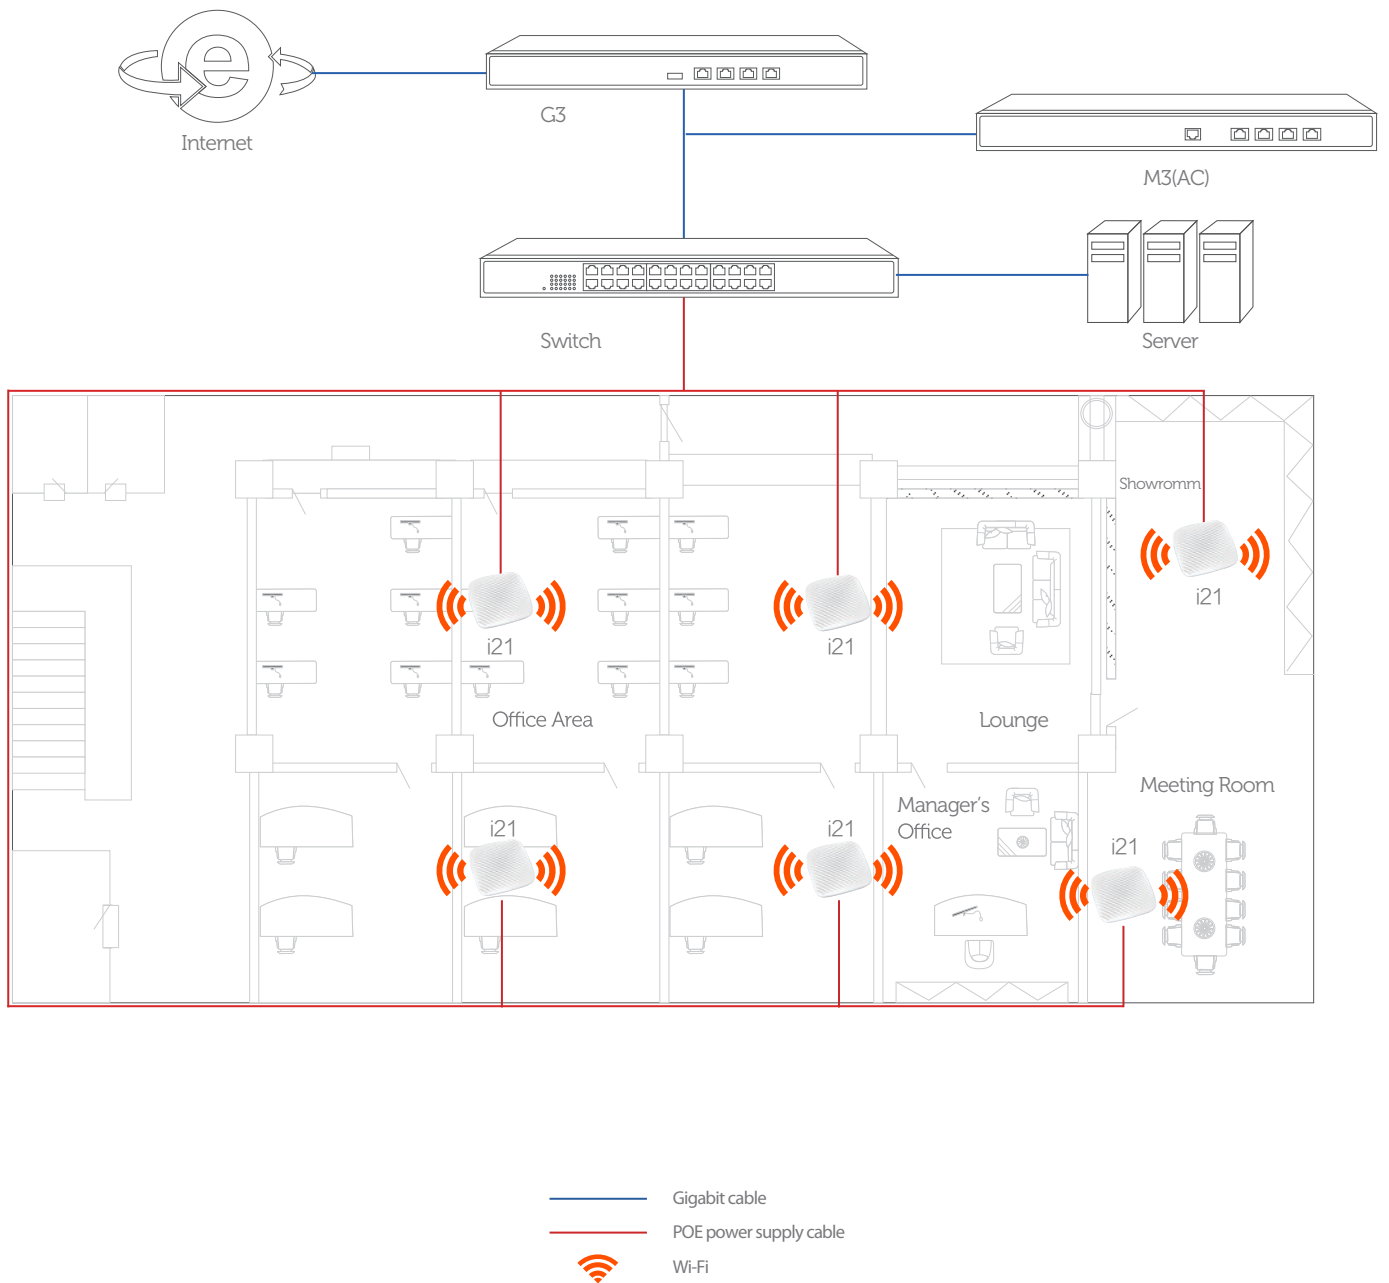 Internet
G3
M3(AC)
Switch
Server
Showromm
i21
i21
i21
Office Area
Lounge
Meeting Room
Manager's
Office
i21
i21
i21
Gigabit cable
POE power supply cable
Wi-Fi